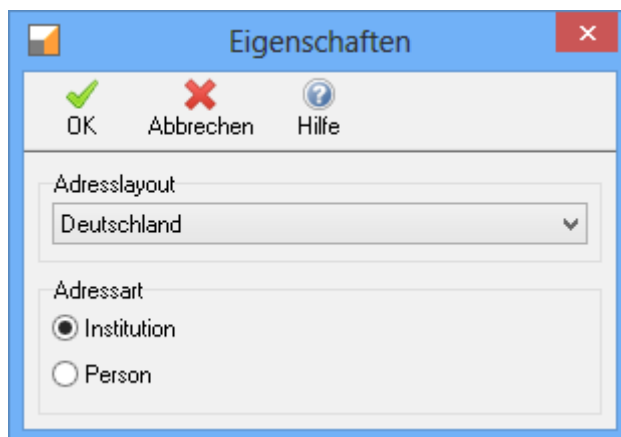 Eigenschaften
OK Abbrechen Hilfe
Adresslayout
Deutschland
Adressart
Institution
Person